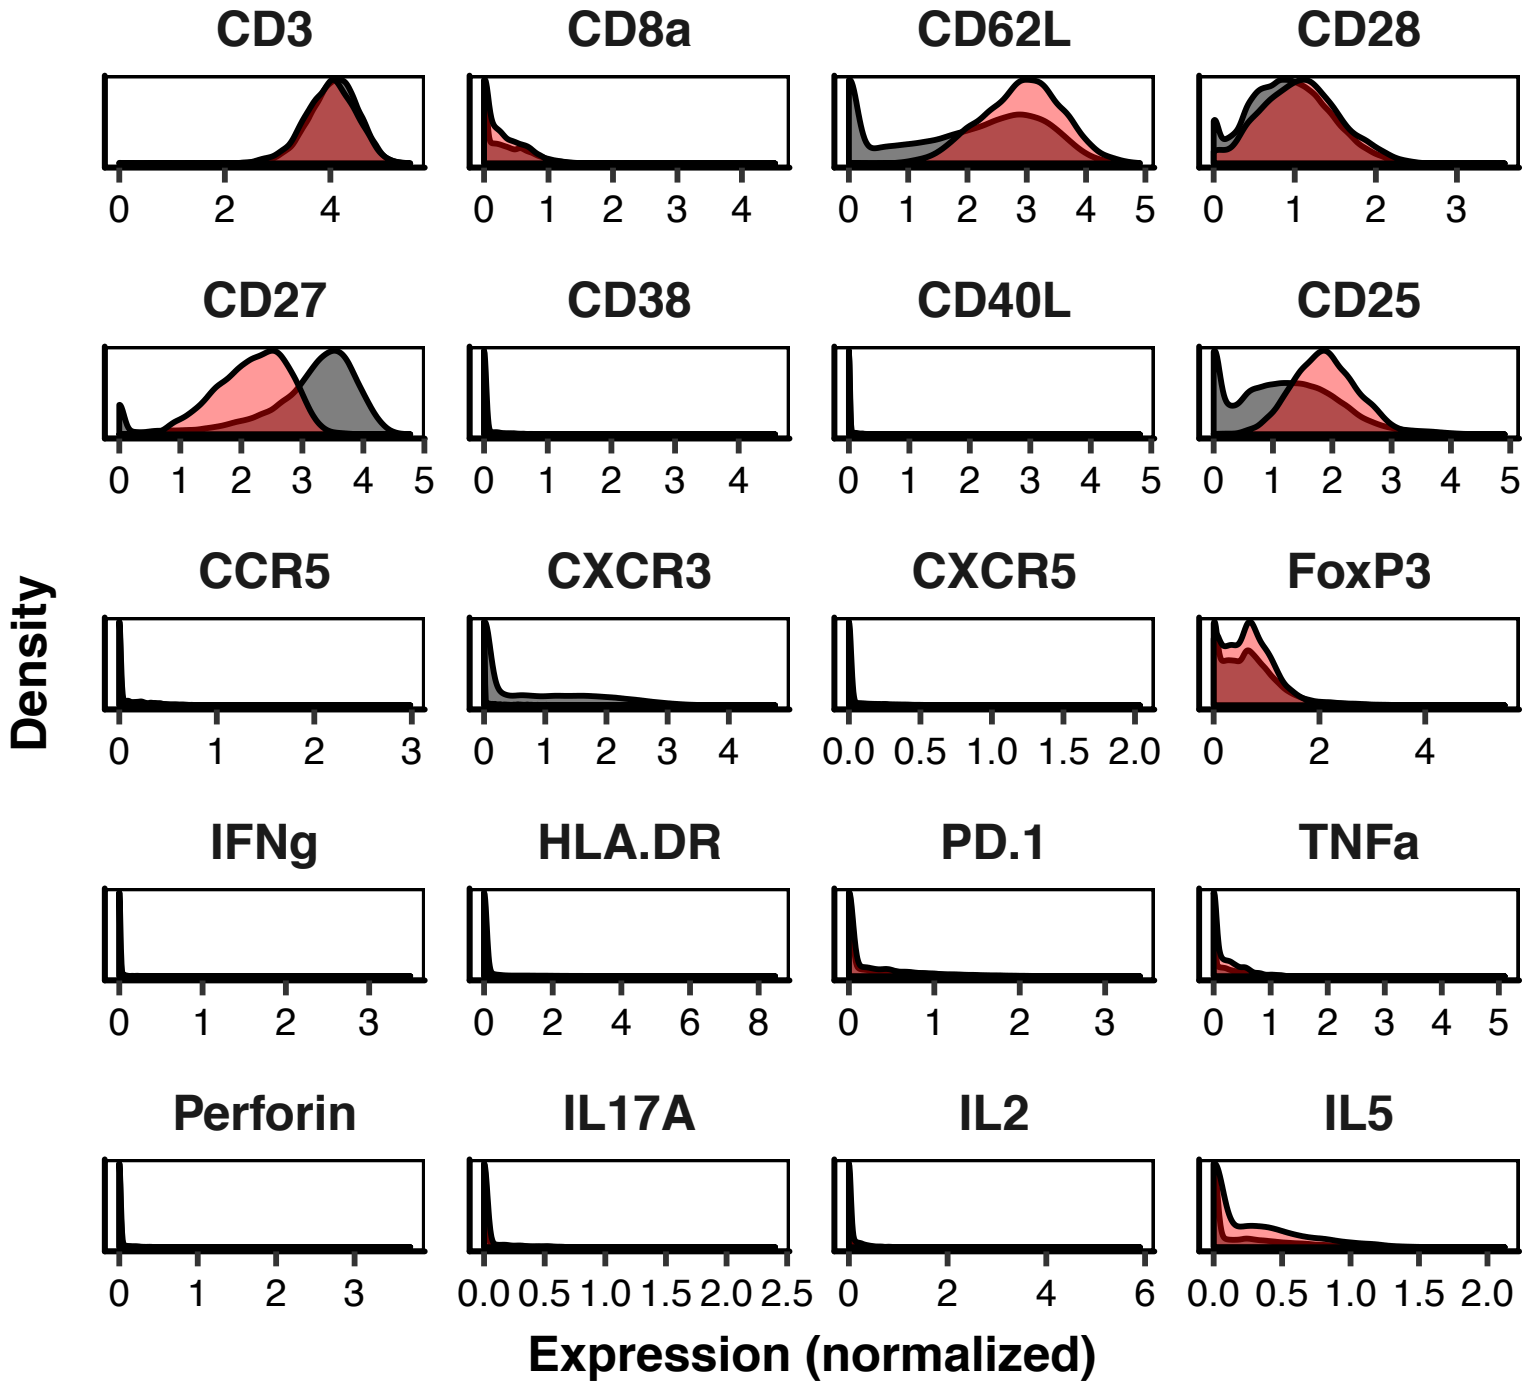 CD3 CD8a CD62L CD28
0 2 4 0 1 2 3 4 0 1 2 3 4 5 0 1 2 3
CD27 CD38 CD40L CD25
0 1 2 3 4 5 0 1 2 3 4 0 1 2 3 4 5 0 1 2 3 4 5
CCR5 CXCR3 CXCR5 FoxP3
0 1 2 3 0 1 2 3 4 0.0 0.5 1.0 1.5 2.0 0 2 4
Density
IFNg HLA.DR PD.1 TNFa
0 1 2 3 0 2 4 6 8 0 1 2 3 0 1 2 3 4 5
Perforin IL17A IL2 IL5
0 1 2 3 0.0 0.5 1.0 1.5 2.0 2.5 0 2 4 6 0.0 0.5 1.0 1.5 2.0
Expression (normalized)